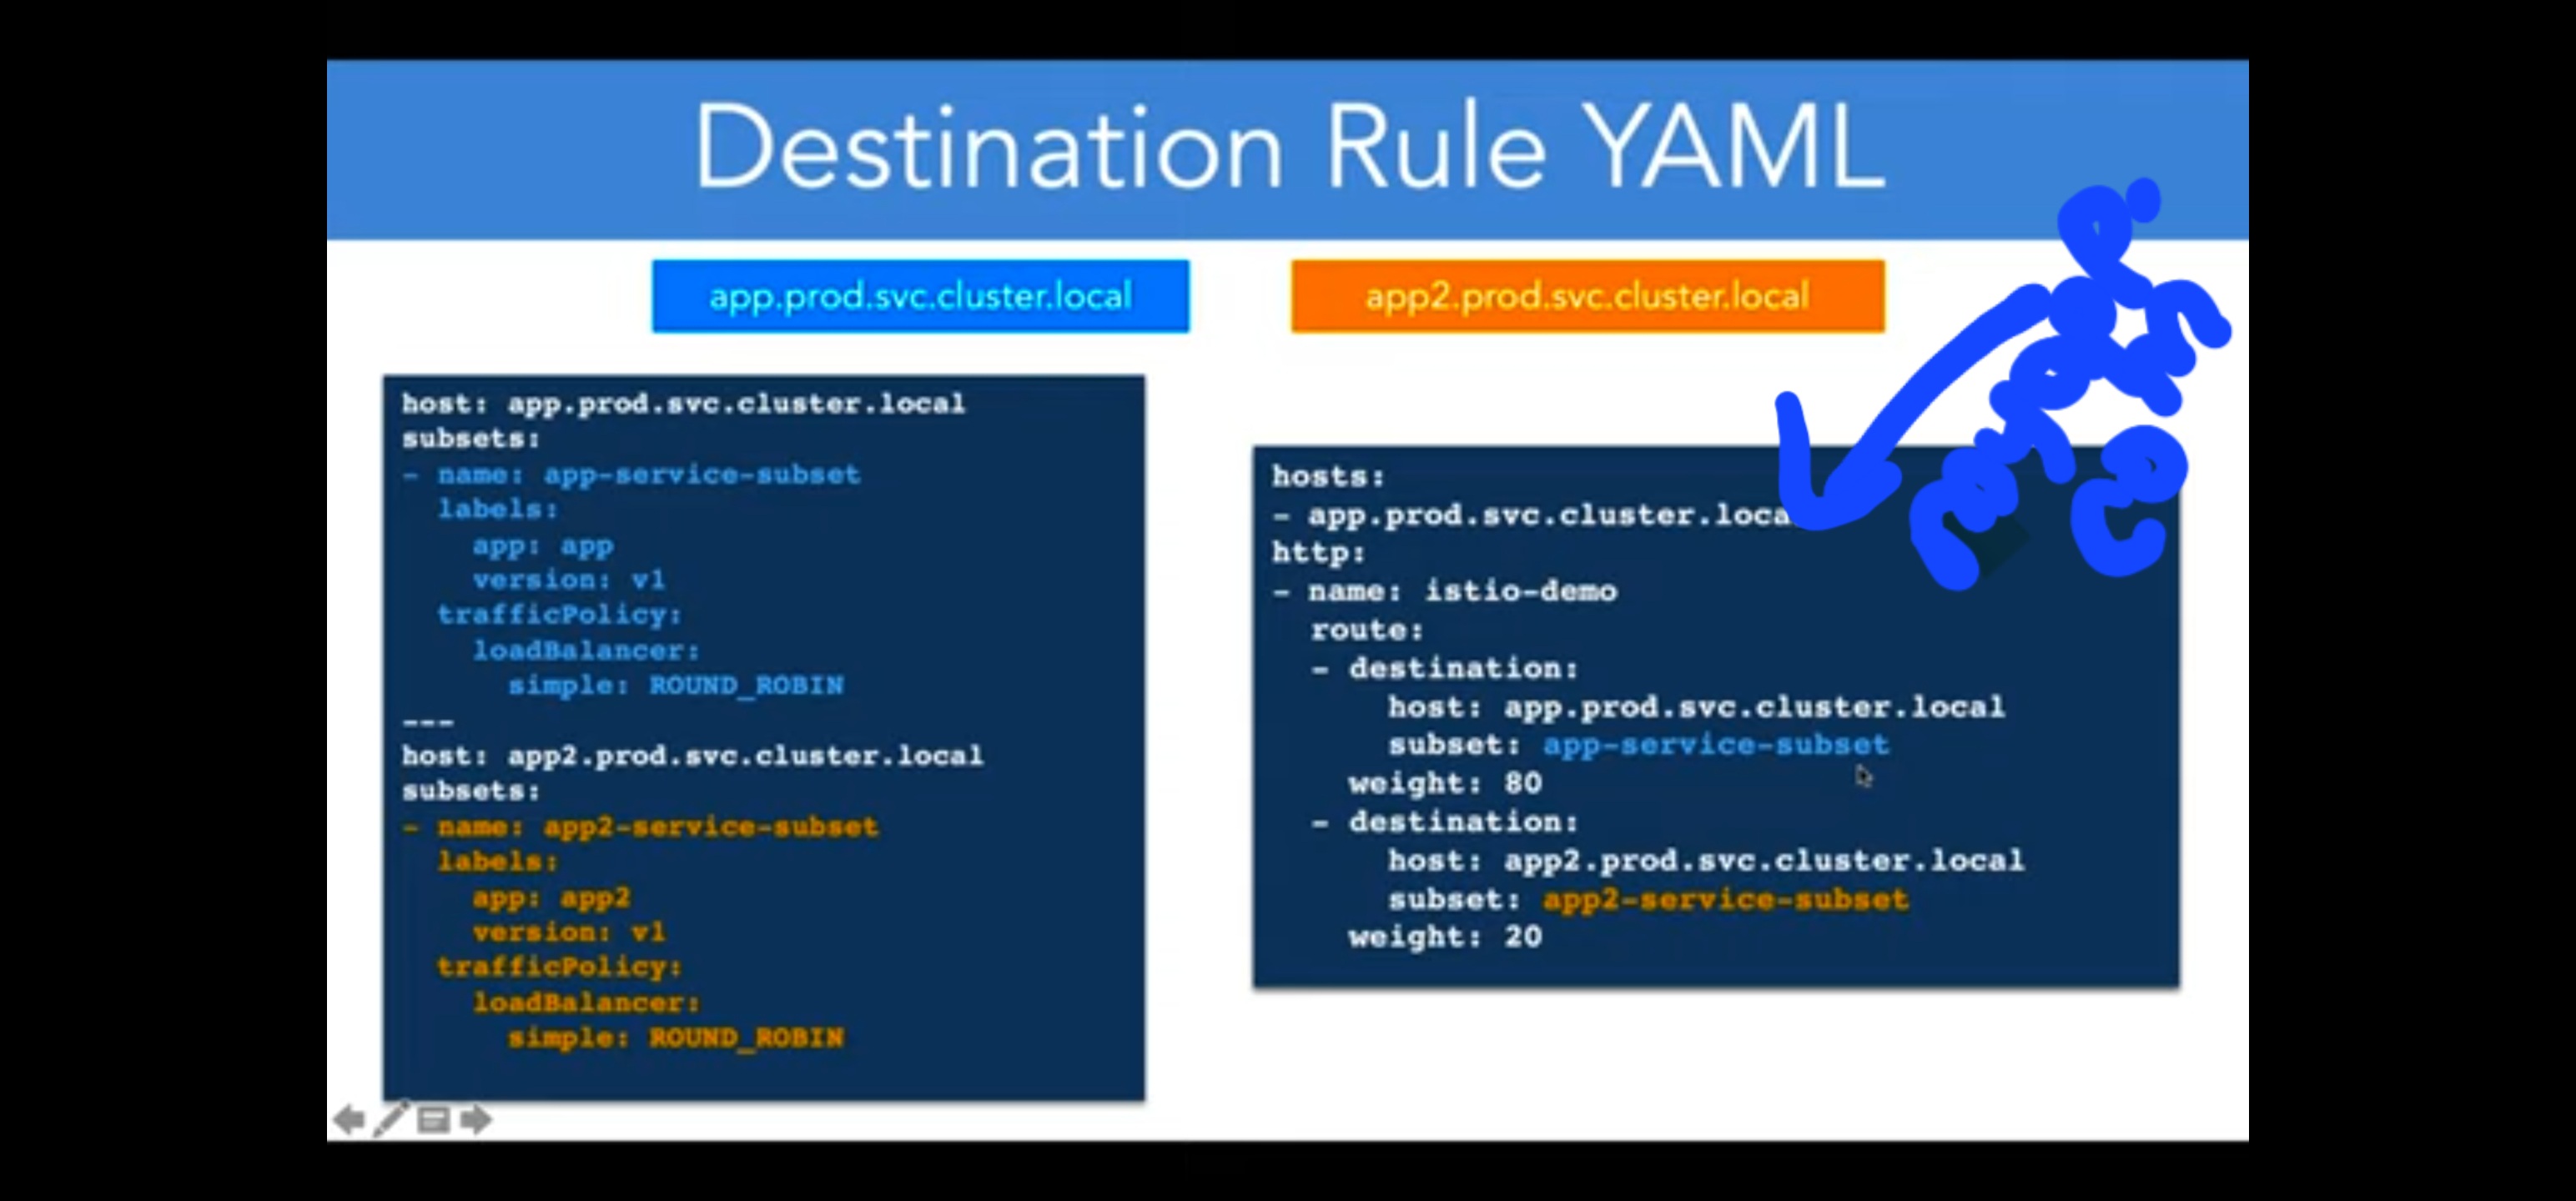 Destination Rule YAML
app.prod.svc.cluster.local
app2.prod.svc.cluster.local
host: app.prod.svc.cluster.local
subsets:
- name: app-service-subset
labels:
app: app
version: v1
trafficPolicy:
loadBalancer:
simple: ROUND_ROBIN
---
host: app2.prod.svc.cluster.local
subsets:
- name: app2-service-subset
labels:
app: app2
version: v1
trafficPolicy:
loadBalancer:
simple: ROUND_ROBIN
hosts:
- app.prod.svc.cluster.loca
http:
- name: istio-demo
route:
- destination:
host: app.prod.svc.cluster.local
subset: app-service-subset
weight: 80
- destination:
host: app2.prod.svc.cluster.local
subset: app2-service-subset
weight: 20